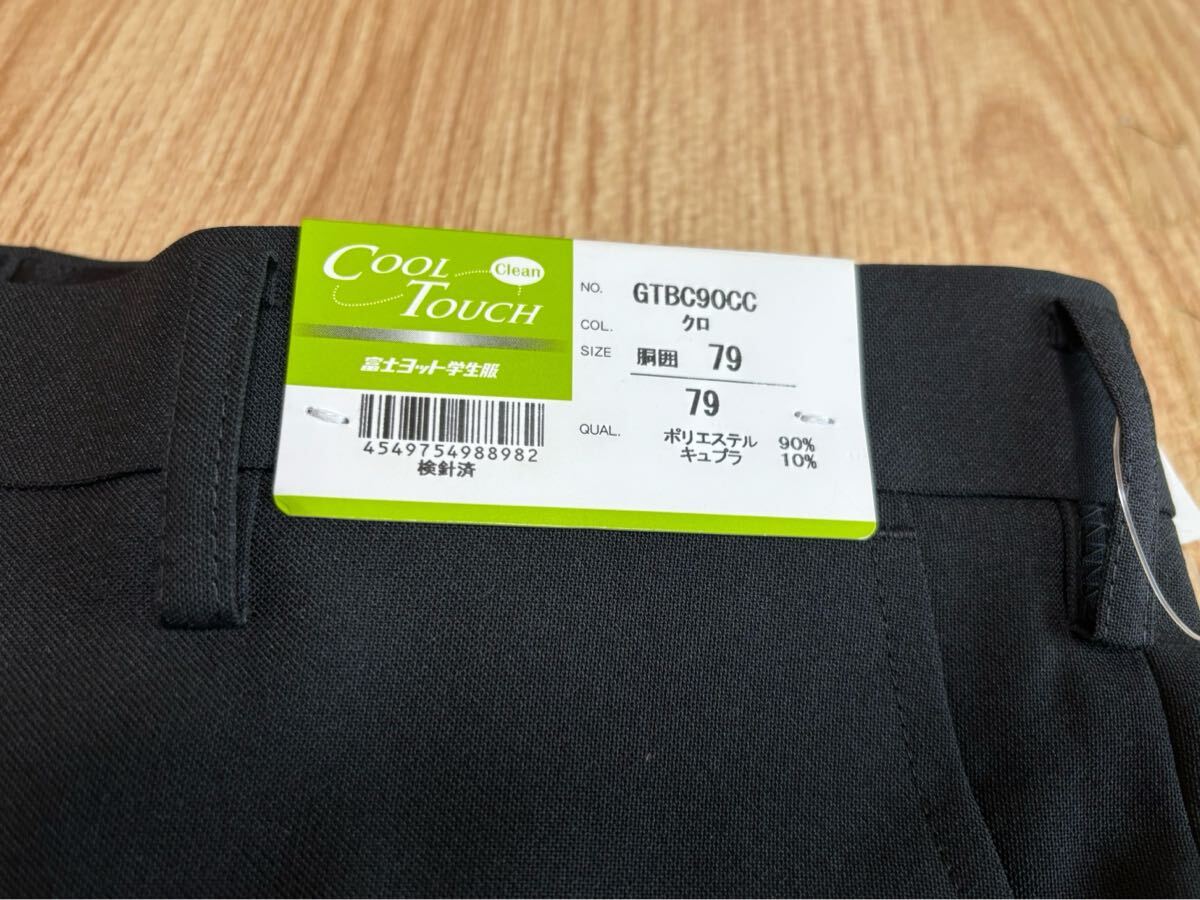 COOL
Clean
TOUCH
富士ヨット学生服
4549754988982
検針済
NO. GTBC90CC
COL. クロ
SIZE 胴囲 79
79
QUAL. ポリエステル 90%
キュプラ 10%